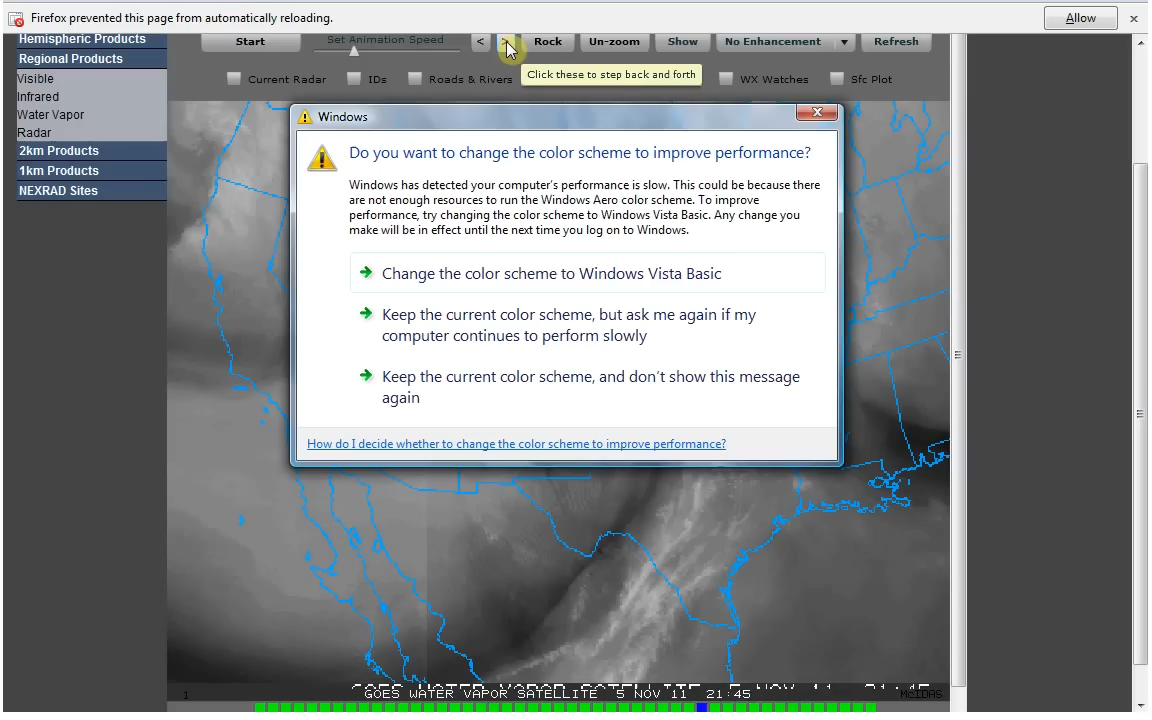 Firefox prevented this page from automatically reloading.
Allow
×
Hemispheric Products
Regional Products
Visible
Infrared
Water Vapor
Radar
2km Products
1km Products
NEXRAD Sites
Start
Set Animation Speed
<
>
Rock
Un-zoom
Show
No Enhancement
Refresh
Click these to step back and forth
Current Radar
IDs
Roads & Rivers
WX Watches
Sfc Plot
Windows
Do you want to change the color scheme to improve performance?
Windows has detected your computer's performance is slow. This could be because there
are not enough resources to run the Windows Aero color scheme. To improve
performance, try changing the color scheme to Windows Vista Basic. Any change you
make will be in effect until the next time you log on to Windows.
Change the color scheme to Windows Vista Basic
Keep the current color scheme, but ask me again if my
computer continues to perform slowly
Keep the current color scheme, and don't show this message
again
How do I decide whether to change the color scheme to improve performance?
1
GOES WATER VAPOR SATELLITE 5 NOV 11 21:45
McIDAS